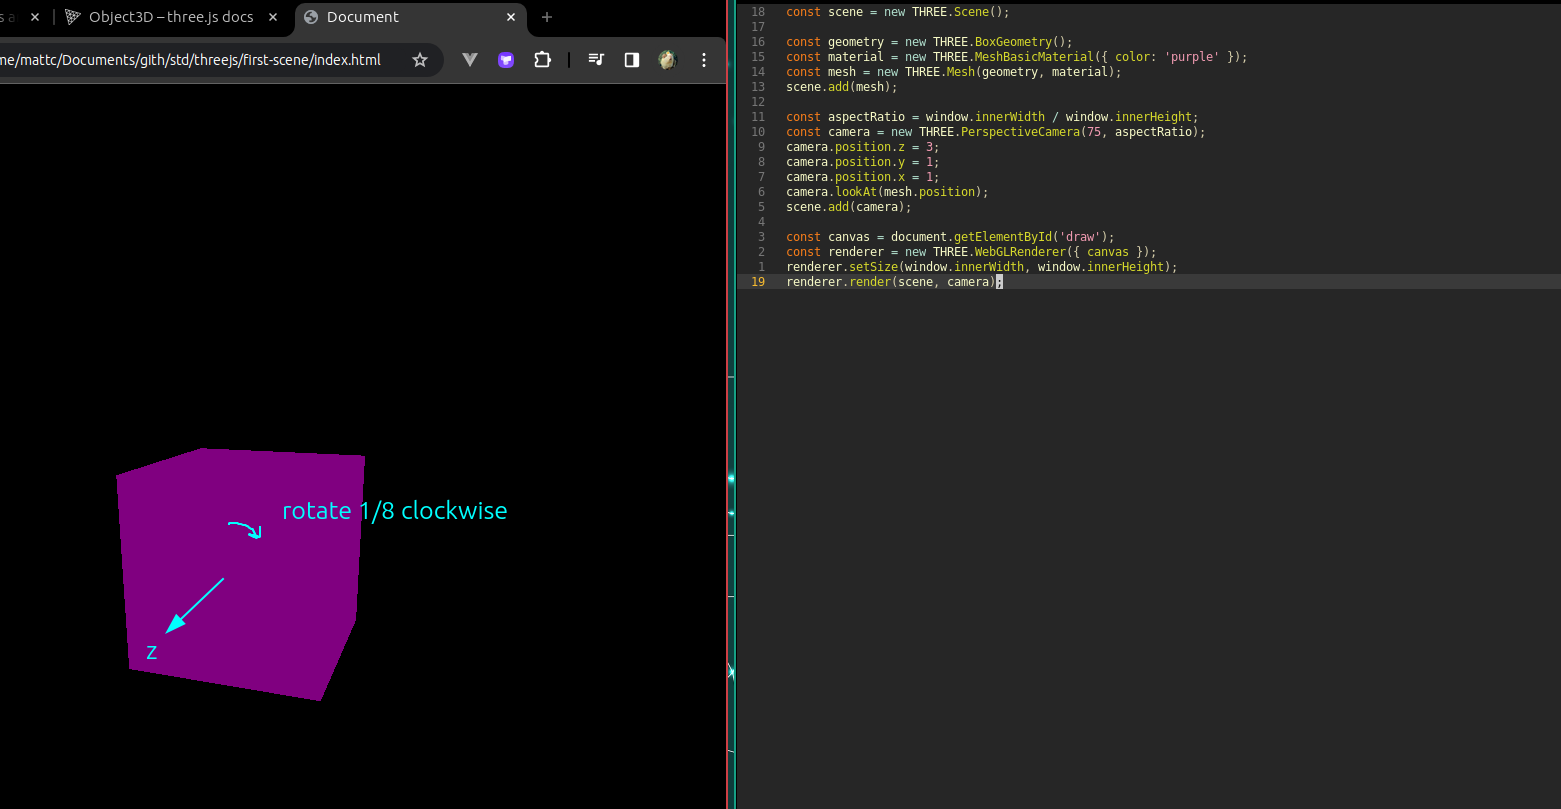 s a
Object3D – three.js docs
Document
me/mattc/Documents/gith/std/threejs/first-scene/index.html
rotate 1/8 clockwise
z
18 const scene = new THREE.Scene();
17
16 const geometry = new THREE.BoxGeometry();
15 const material = new THREE.MeshBasicMaterial({ color: 'purple' });
14 const mesh = new THREE.Mesh(geometry, material);
13 scene.add(mesh);
12
11 const aspectRatio = window.innerWidth / window.innerHeight;
10 const camera = new THREE.PerspectiveCamera(75, aspectRatio);
9 camera.position.z = 3;
8 camera.position.y = 1;
7 camera.position.x = 1;
6 camera.lookAt(mesh.position);
5 scene.add(camera);
4
3 const canvas = document.getElementById('draw');
2 const renderer = new THREE.WebGLRenderer({ canvas });
1 renderer.setSize(window.innerWidth, window.innerHeight);
19 renderer.render(scene, camera);